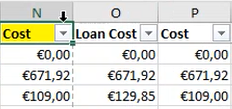 N O P
Cost Loan Cost Cost
€0,00 €0,00 €0,00
€671,92 €671,92 €671,92
€109,00 €129,85 €109,00